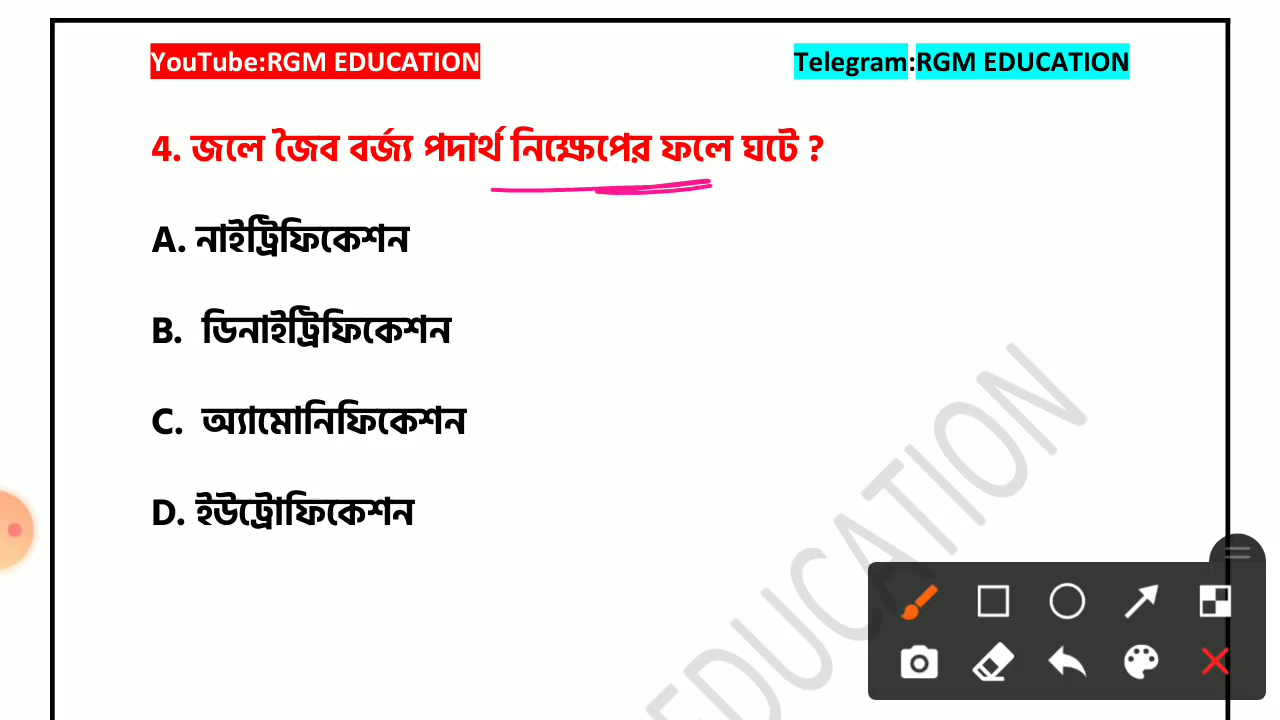 YouTube:RGM EDUCATION
Telegram:RGM EDUCATION
4. জলে জৈব বর্জ্য পদার্থ নিক্ষেপের ফলে ঘটে ?
A. নাইট্রিফিকেশন
B. ডিনাইট্রিফিকেশন
C. অ্যামোনিফিকেশন
D. ইউট্রোফিকেশন
EDUCATION